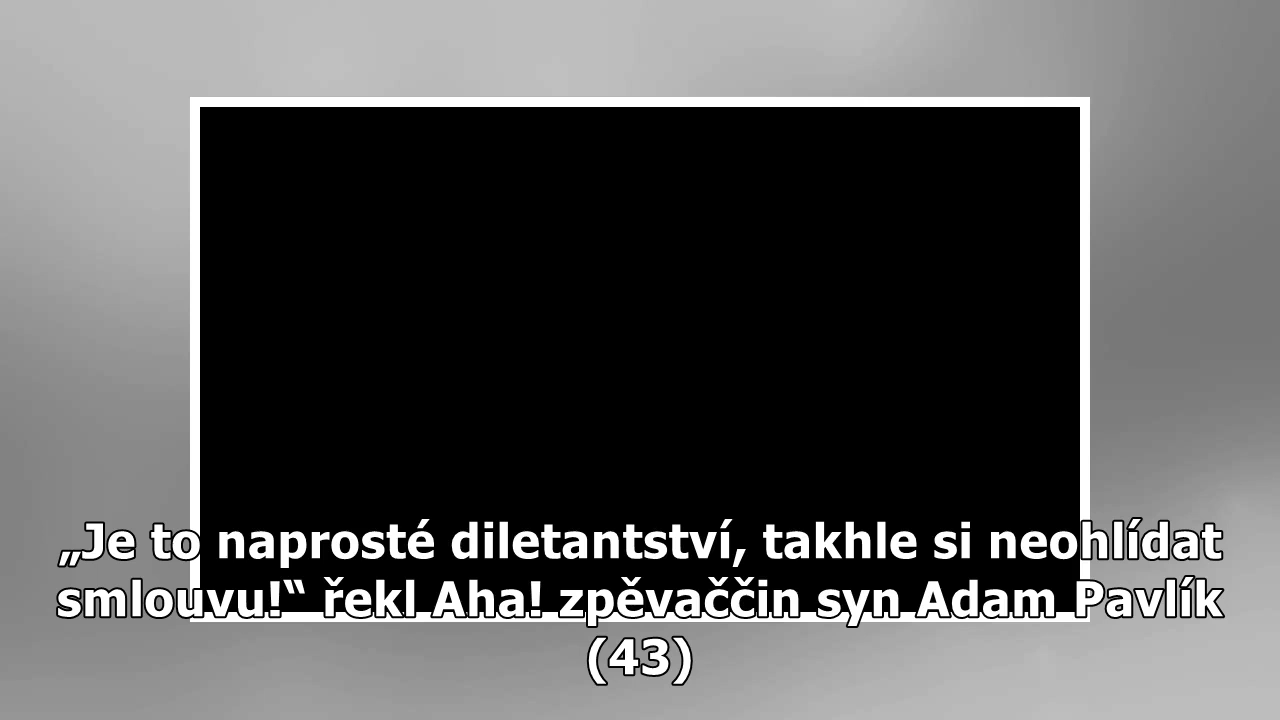 „Je to naprosté diletantství, takhle si neohlídat
smlouvu!“ řekl Aha! zpěvaččin syn Adam Pavlík
(43)